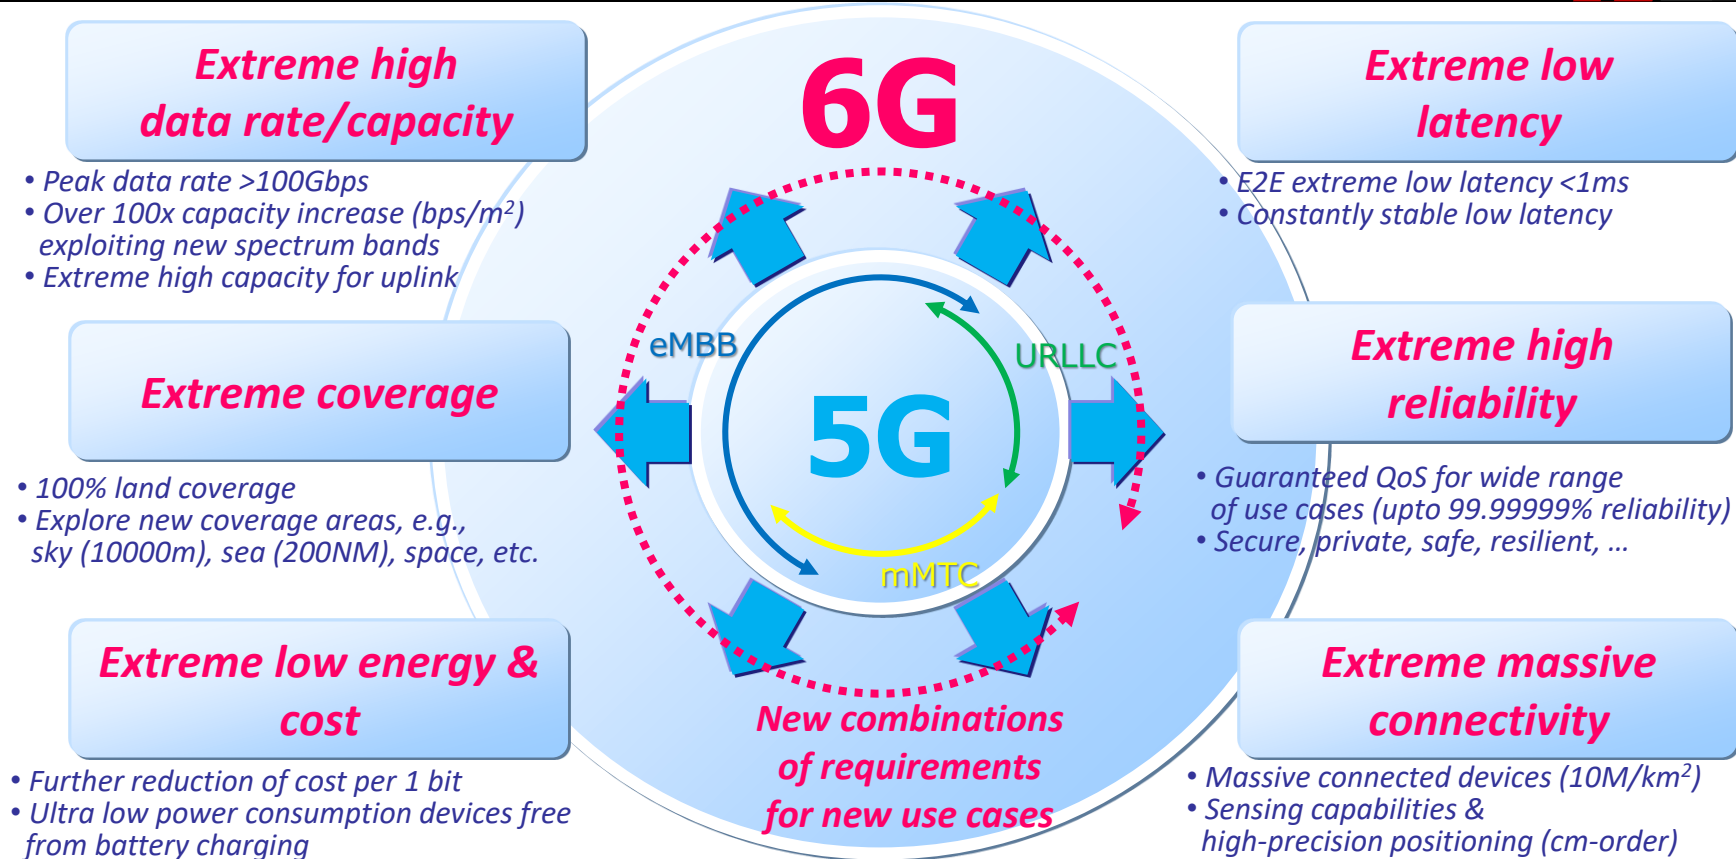 Extreme high
data rate/capacity
• Peak data rate >100Gbps
• Over 100x capacity increase (bps/m²)
exploiting new spectrum bands
• Extreme high capacity for uplink
Extreme coverage
• 100% land coverage
• Explore new coverage areas, e.g.,
sky (10000m), sea (200NM), space, etc.
Extreme low energy &
cost
• Further reduction of cost per 1 bit
• Ultra low power consumption devices free
from battery charging
6G
eMBB
URLLC
5G
mMTC
New combinations
of requirements
for new use cases
Extreme low
latency
• E2E extreme low latency <1ms
• Constantly stable low latency
Extreme high
reliability
• Guaranteed QoS for wide range
of use cases (upto 99.99999% reliability)
• Secure, private, safe, resilient, …
Extreme massive
connectivity
• Massive connected devices (10M/km²)
• Sensing capabilities &
high-precision positioning (cm-order)